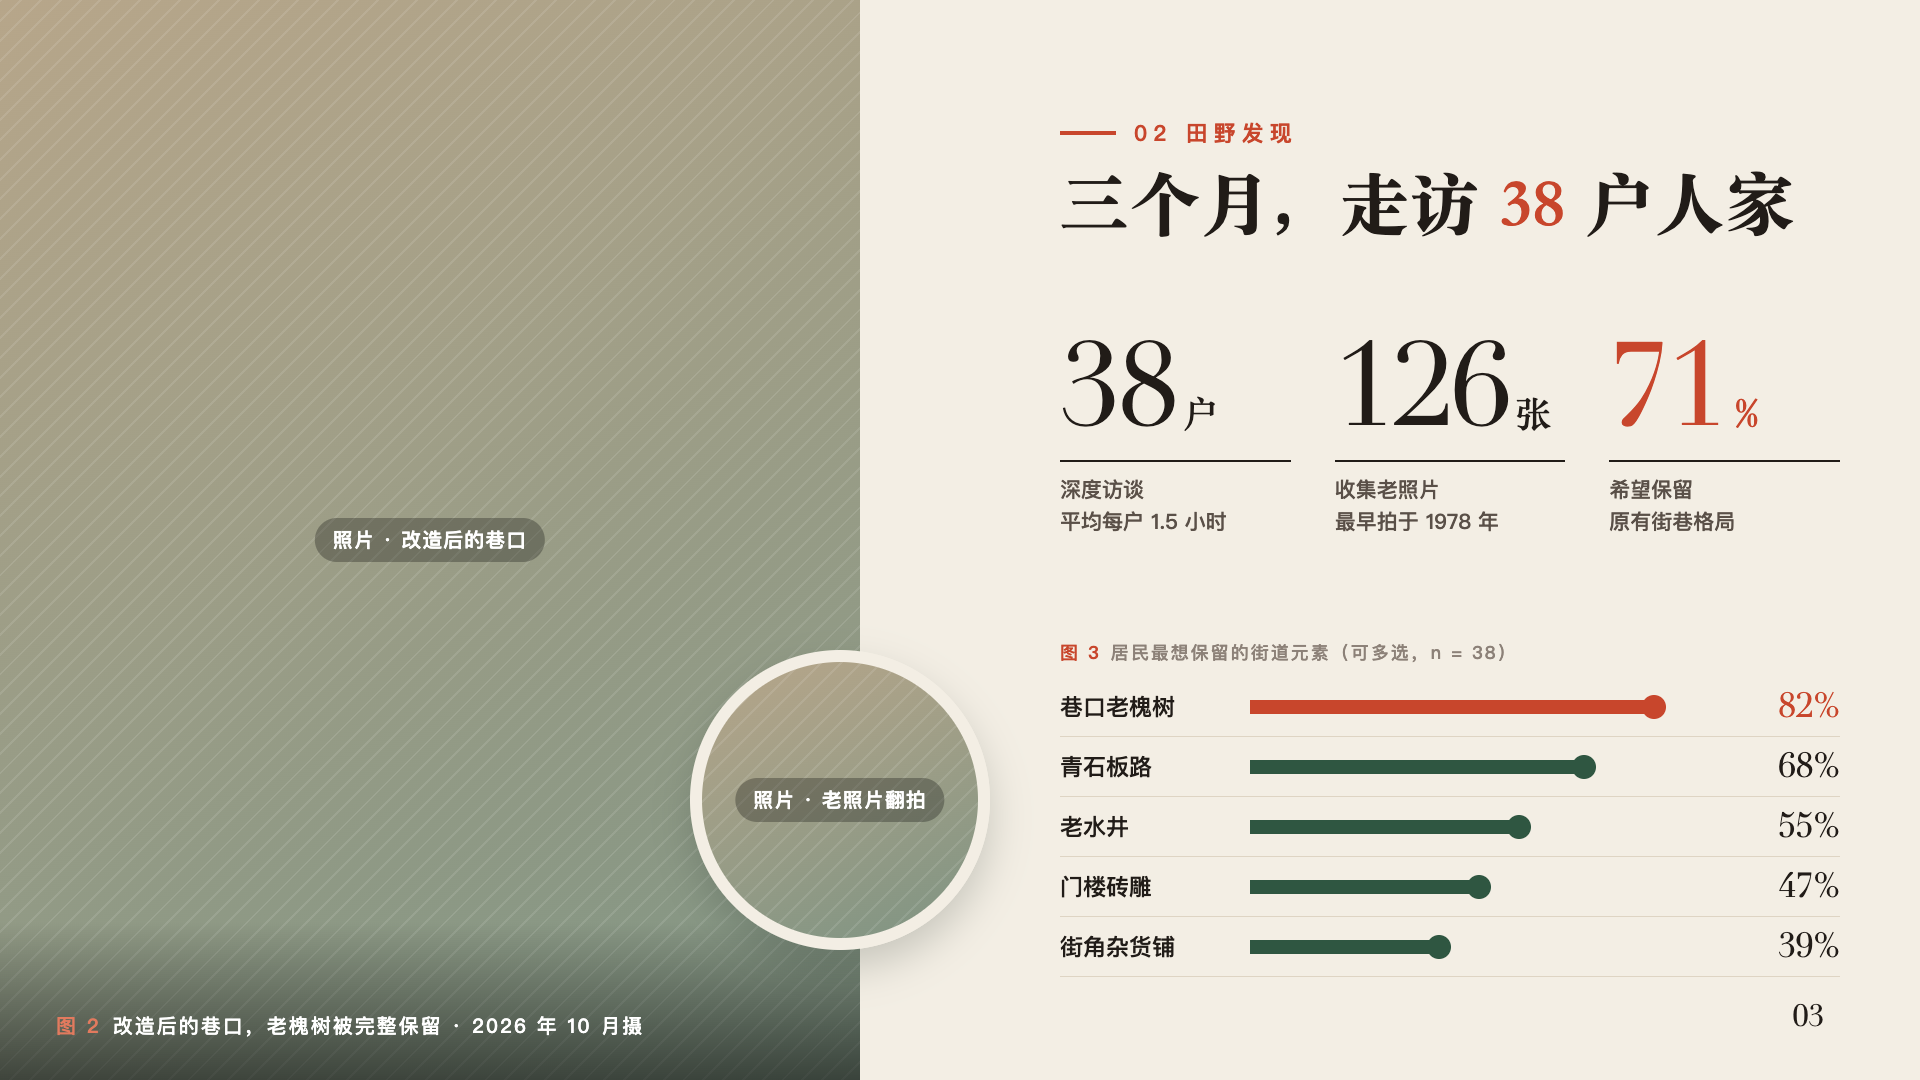 照片 · 改造后的巷口
照片 · 老照片翻拍
图 2 改造后的巷口，老槐树被完整保留 · 2026 年 10 月摄
02 田野发现
三个月，走访 38 户人家
38 户
深度访谈
平均每户 1.5 小时
126 张
收集老照片
最早拍于 1978 年
71 %
希望保留
原有街巷格局
图 3 居民最想保留的街道元素（可多选，n = 38）
巷口老槐树 82%
青石板路 68%
老水井 55%
门楼砖雕 47%
街角杂货铺 39%
03